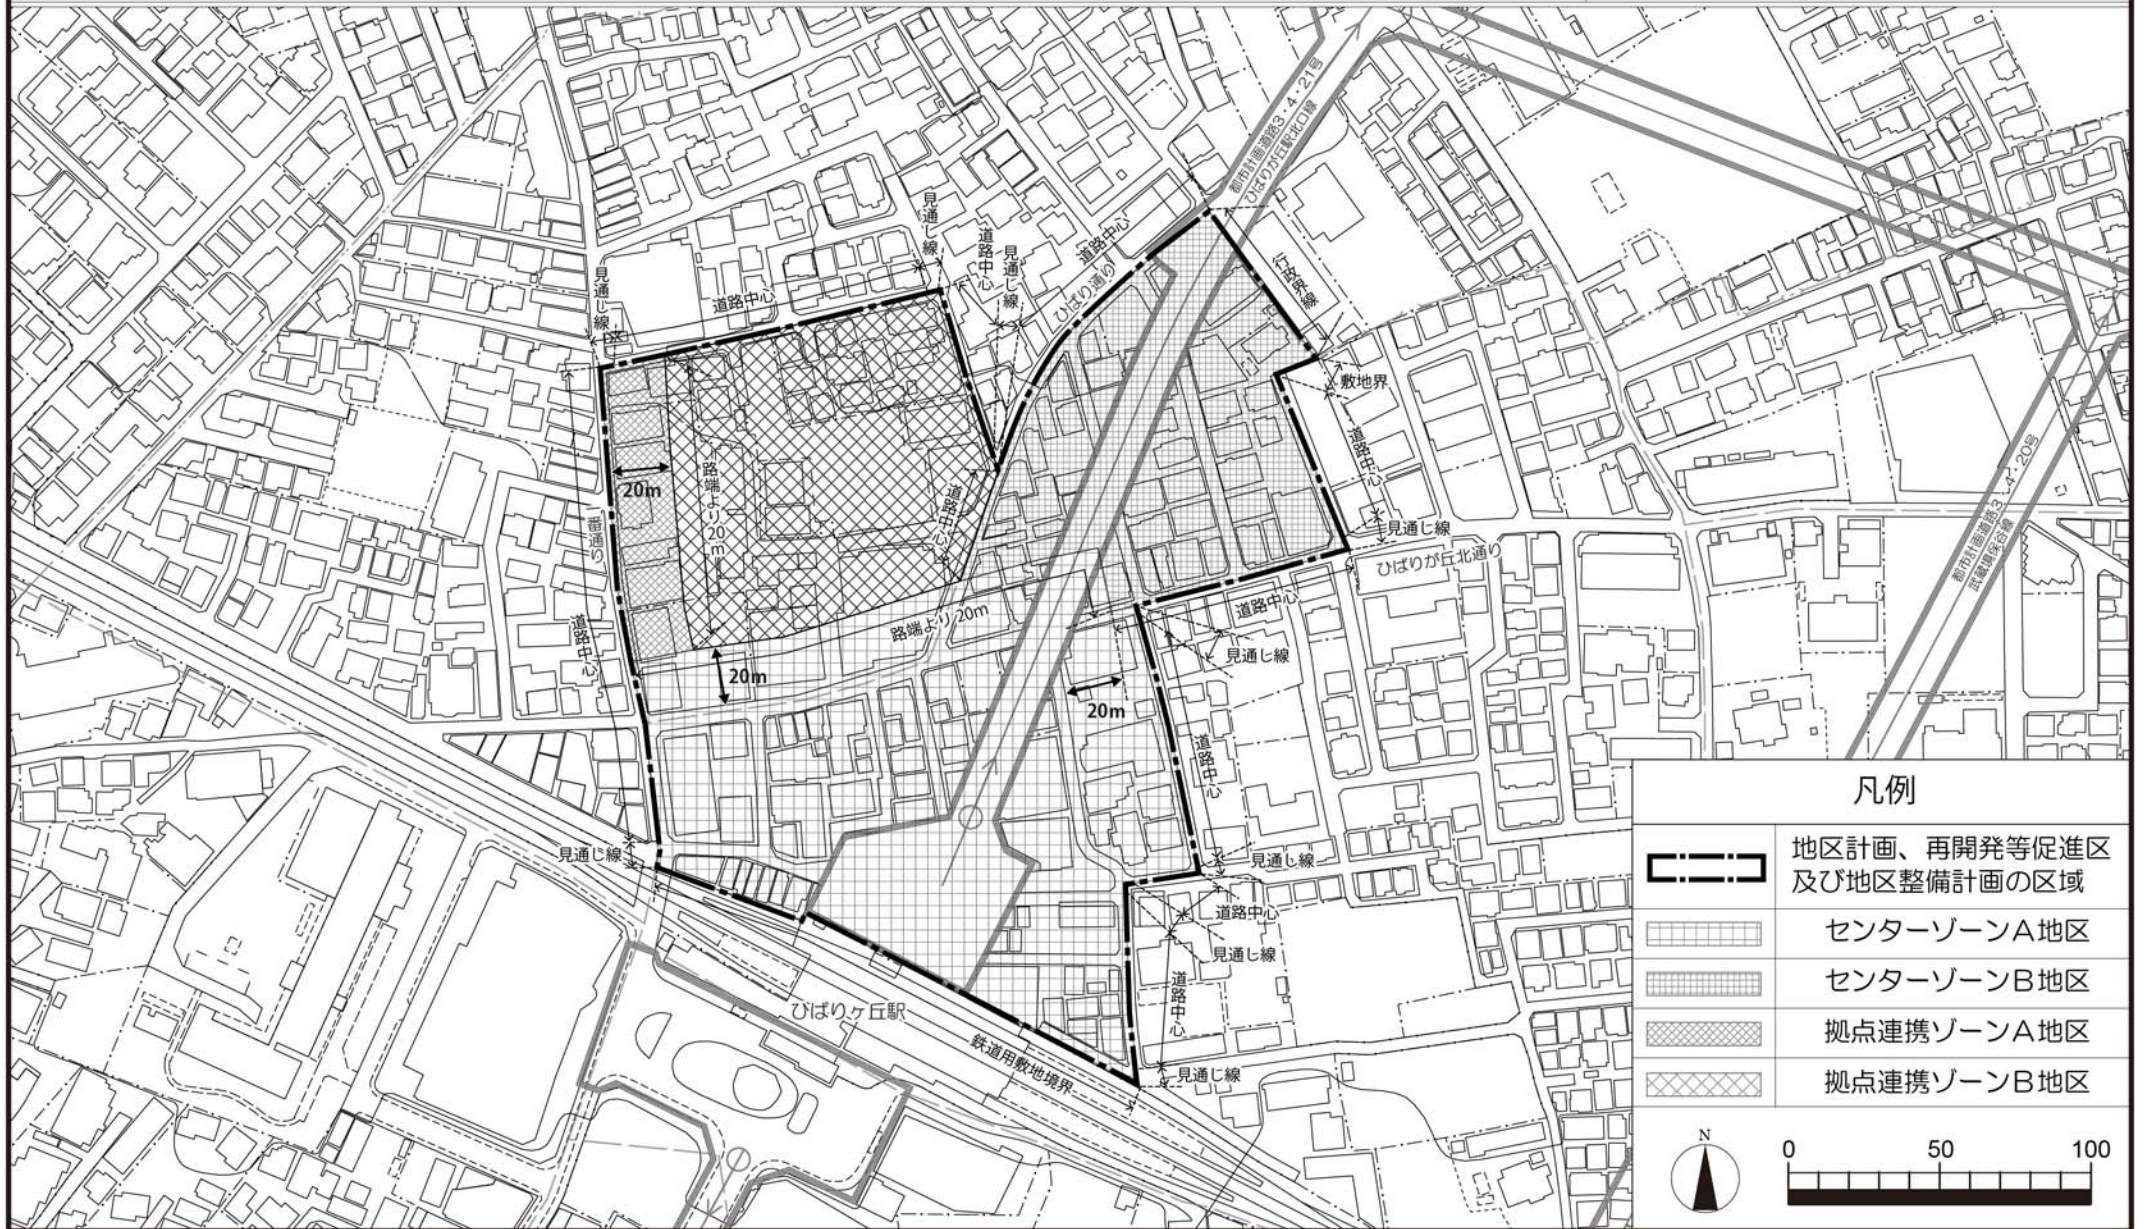 都市計画道路3・4・21号
ひばりが丘駅北口線
見通し線
道路中心
見通し線
道路中心
ひばり通り
行政界線
見通し線
道路中心
敷地界
道路中心
20m
路端より20m
道路中心
一番通り
見通し線
ひばりが丘北通り
道路中心
都市計画道路3・4・20号
武蔵境保谷線
路端より20m
見通し線
道路中心
20m
20m
道路中心
見通し線
見通し線
道路中心
見通し線
道路中心
ひばりヶ丘駅
鉄道用敷地境界
見通し線
凡例
地区計画、再開発等促進区
及び地区整備計画の区域
センターゾーンA地区
センターゾーンB地区
拠点連携ゾーンA地区
拠点連携ゾーンB地区
N
0 50 100